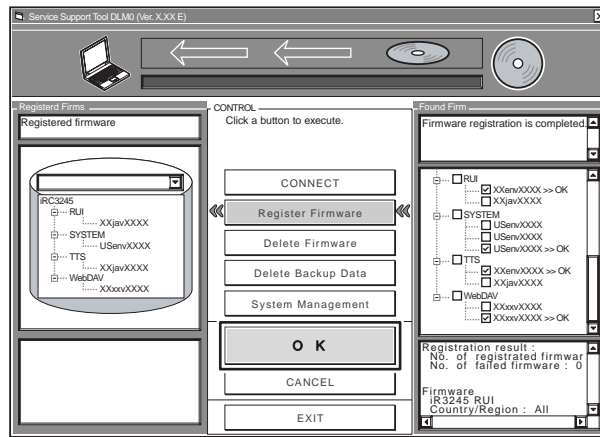 Service Support Tool DLM0 (Ver. X.XX E)
Registerd Firms
Registered firmware
iRC3245
RUI
XXjavXXXX
SYSTEM
USenvXXXX
TTS
XXjavXXXX
WebDAV
XXxxvXXXX
CONTROL
Click a button to execute.
CONNECT
Register Firmware
Delete Firmware
Delete Backup Data
System Management
O K
CANCEL
EXIT
Found Firm
Firmware registration is completed.
RUI
XXenvXXXX >> OK
XXjavXXXX
SYSTEM
USenvXXXX
USenvXXXX
USenvXXXX >> OK
TTS
XXenvXXXX >> OK
XXjavXXXX
WebDAV
XXxxvXXXX
XXxxvXXXX >> OK
Registration result :
No. of registrated firmwar
No. of failed firmware : 0
Firmware
iR3245 RUI
Country/Region : All